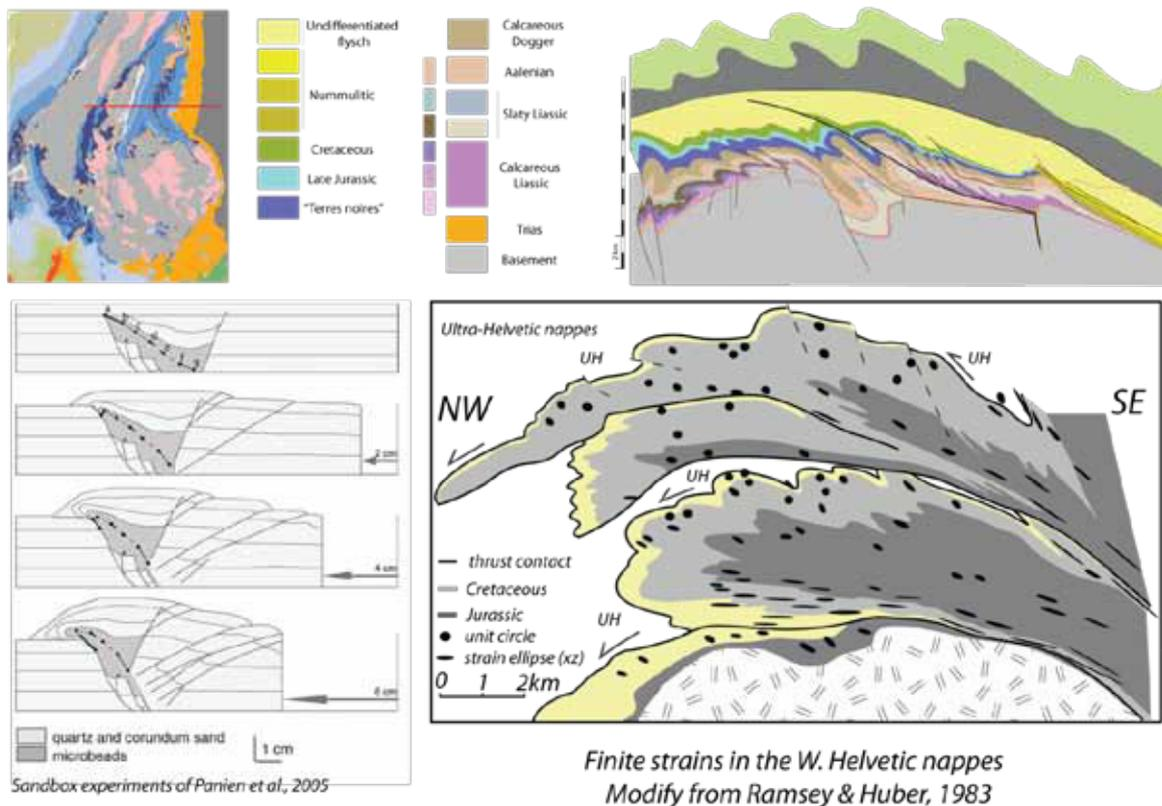 Undifferentiated
flysch
Nummulitic
Cretaceous
Late Jurassic
"Terres noires"
Calcareous
Dogger
Aalenian
Slaty Liassic
Calcareous
Liassic
Trias
Basement
2 km
2 cm
4 cm
6 cm
quartz and corundum sand
microbeads
1 cm
Sandbox experiments of Panien et al., 2005
Ultra-Helvetic nappes
UH
UH
NW
SE
UH
UH
thrust contact
Cretaceous
Jurassic
unit circle
strain ellipse (xz)
0 1 2km
Finite strains in the W. Helvetic nappes
Modify from Ramsey & Huber, 1983